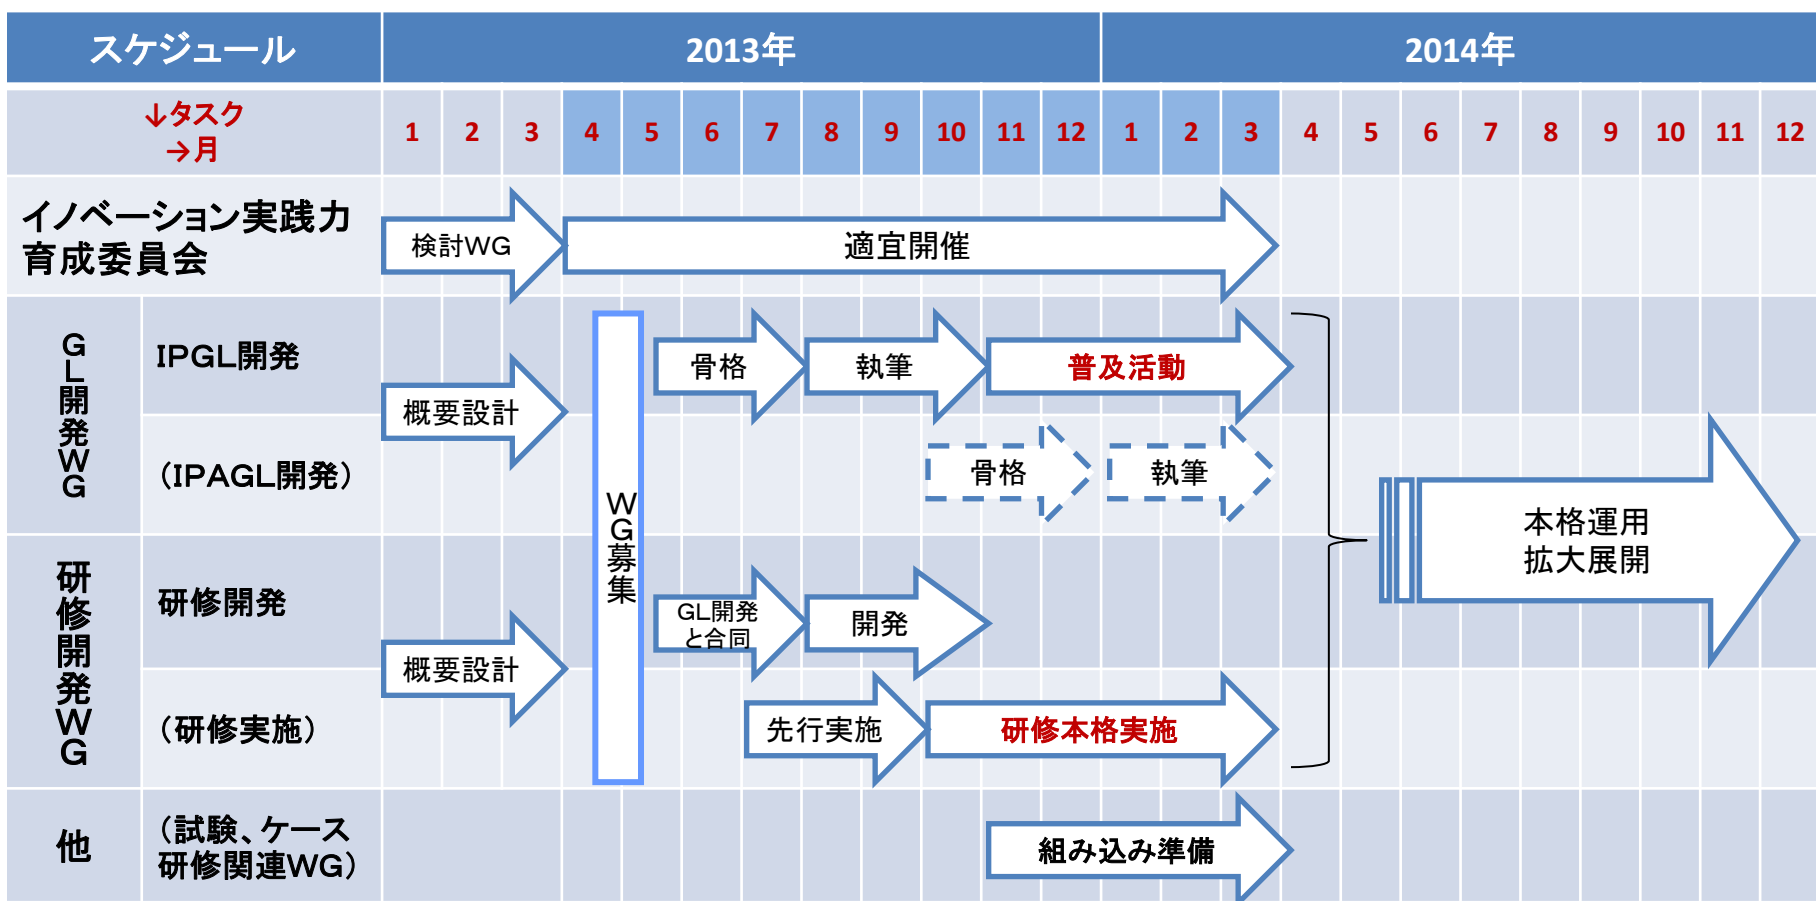 スケジュール
2013年
2014年
↓タスク
→月
1 2 3 4 5 6 7 8 9 10 11 12 1 2 3 4 5 6 7 8 9 10 11 12
イノベーション実践力
育成委員会
検討WG
適宜開催
GL開発WG
IPGL開発
概要設計
骨格
執筆
普及活動
(IPAGL開発)
骨格
執筆
WG募集
本格運用
拡大展開
研修開発WG
研修開発
概要設計
GL開発
と合同
開発
(研修実施)
先行実施
研修本格実施
他
(試験、ケース
研修関連WG)
組み込み準備